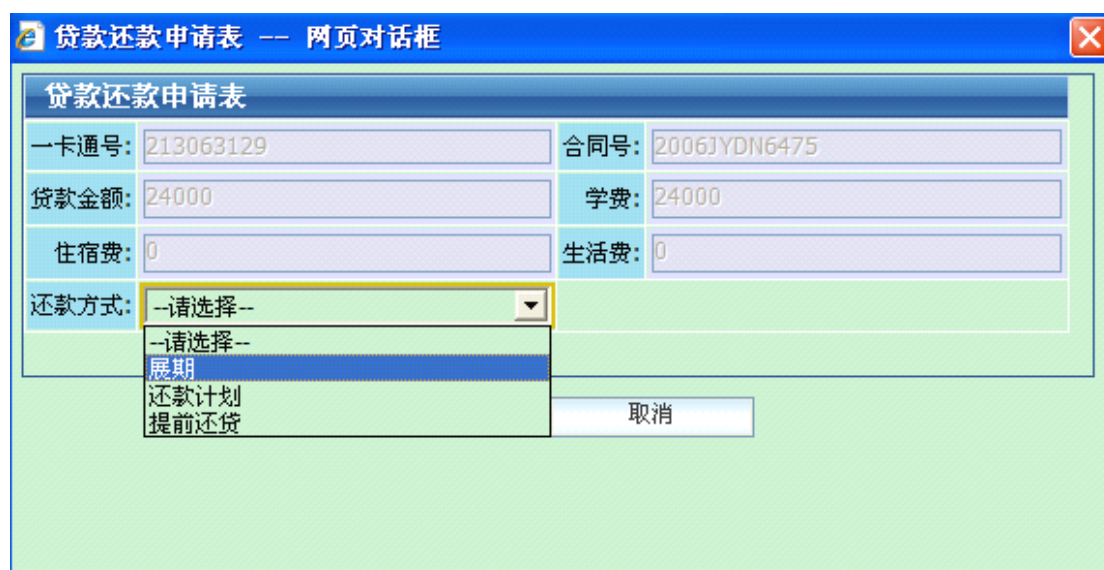 贷款还款申请表 -- 网页对话框
贷款还款申请表
一卡通号: 213063129 合同号: 2006JYDN6475
贷款金额: 24000 学费: 24000
住宿费: 0 生活费: 0
还款方式: --请选择--
--请选择--
展期
还款计划
提前还贷
取消